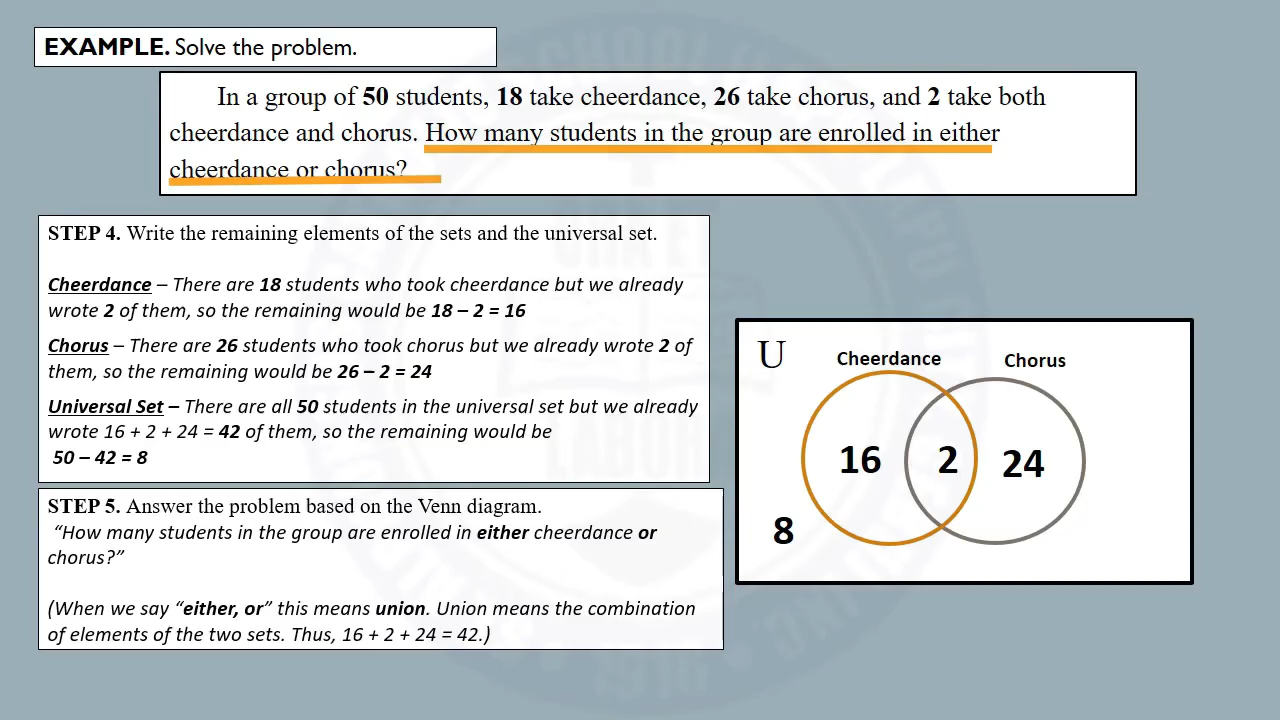 EXAMPLE. Solve the problem.
In a group of 50 students, 18 take cheerdance, 26 take chorus, and 2 take both
cheerdance and chorus. How many students in the group are enrolled in either
cheerdance or chorus?
STEP 4. Write the remaining elements of the sets and the universal set.
Cheerdance – There are 18 students who took cheerdance but we already
wrote 2 of them, so the remaining would be 18 – 2 = 16
Chorus – There are 26 students who took chorus but we already wrote 2 of
them, so the remaining would be 26 – 2 = 24
Universal Set – There are all 50 students in the universal set but we already
wrote 16 + 2 + 24 = 42 of them, so the remaining would be
50 – 42 = 8
STEP 5. Answer the problem based on the Venn diagram.
“How many students in the group are enrolled in either cheerdance or
chorus?”
(When we say “either, or” this means union. Union means the combination
of elements of the two sets. Thus, 16 + 2 + 24 = 42.)
U
Cheerdance
Chorus
16
2
24
8
1976